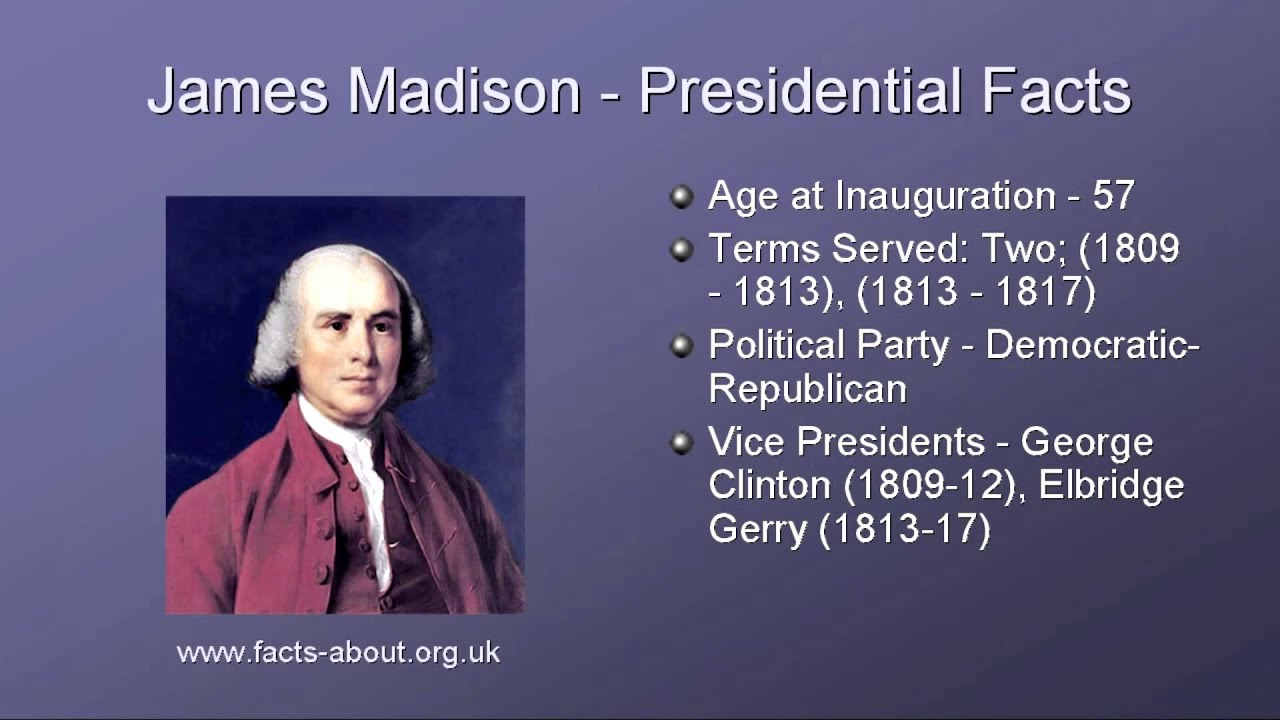 James Madison - Presidential Facts
Age at Inauguration - 57
Terms Served: Two; (1809
- 1813), (1813 - 1817)
Political Party - Democratic-
Republican
Vice Presidents - George
Clinton (1809-12), Elbridge
Gerry (1813-17)
www.facts-about.org.uk